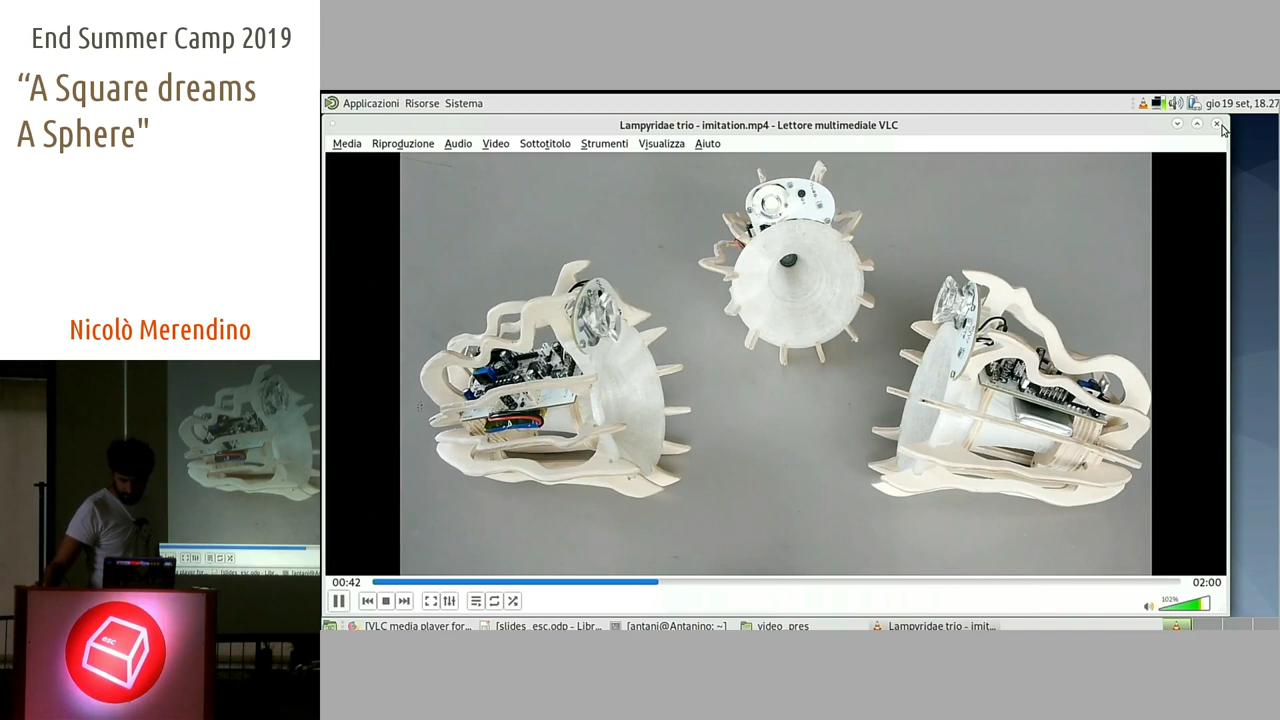 End Summer Camp 2019
“A Square dreams
A Sphere"
Nicolò Merendino
esc
Applicazioni Risorse Sistema
gio 19 set, 18.27
Lampyridae trio - imitation.mp4 - Lettore multimediale VLC
Media Riproduzione Audio Video Sottotitolo Strumenti Visualizza Aiuto
00:42
02:00
102%
[VLC media player for... [slides_esc.odp - Libr... [antani@Antanino: ~] video_pres Lampyridae trio - imit...